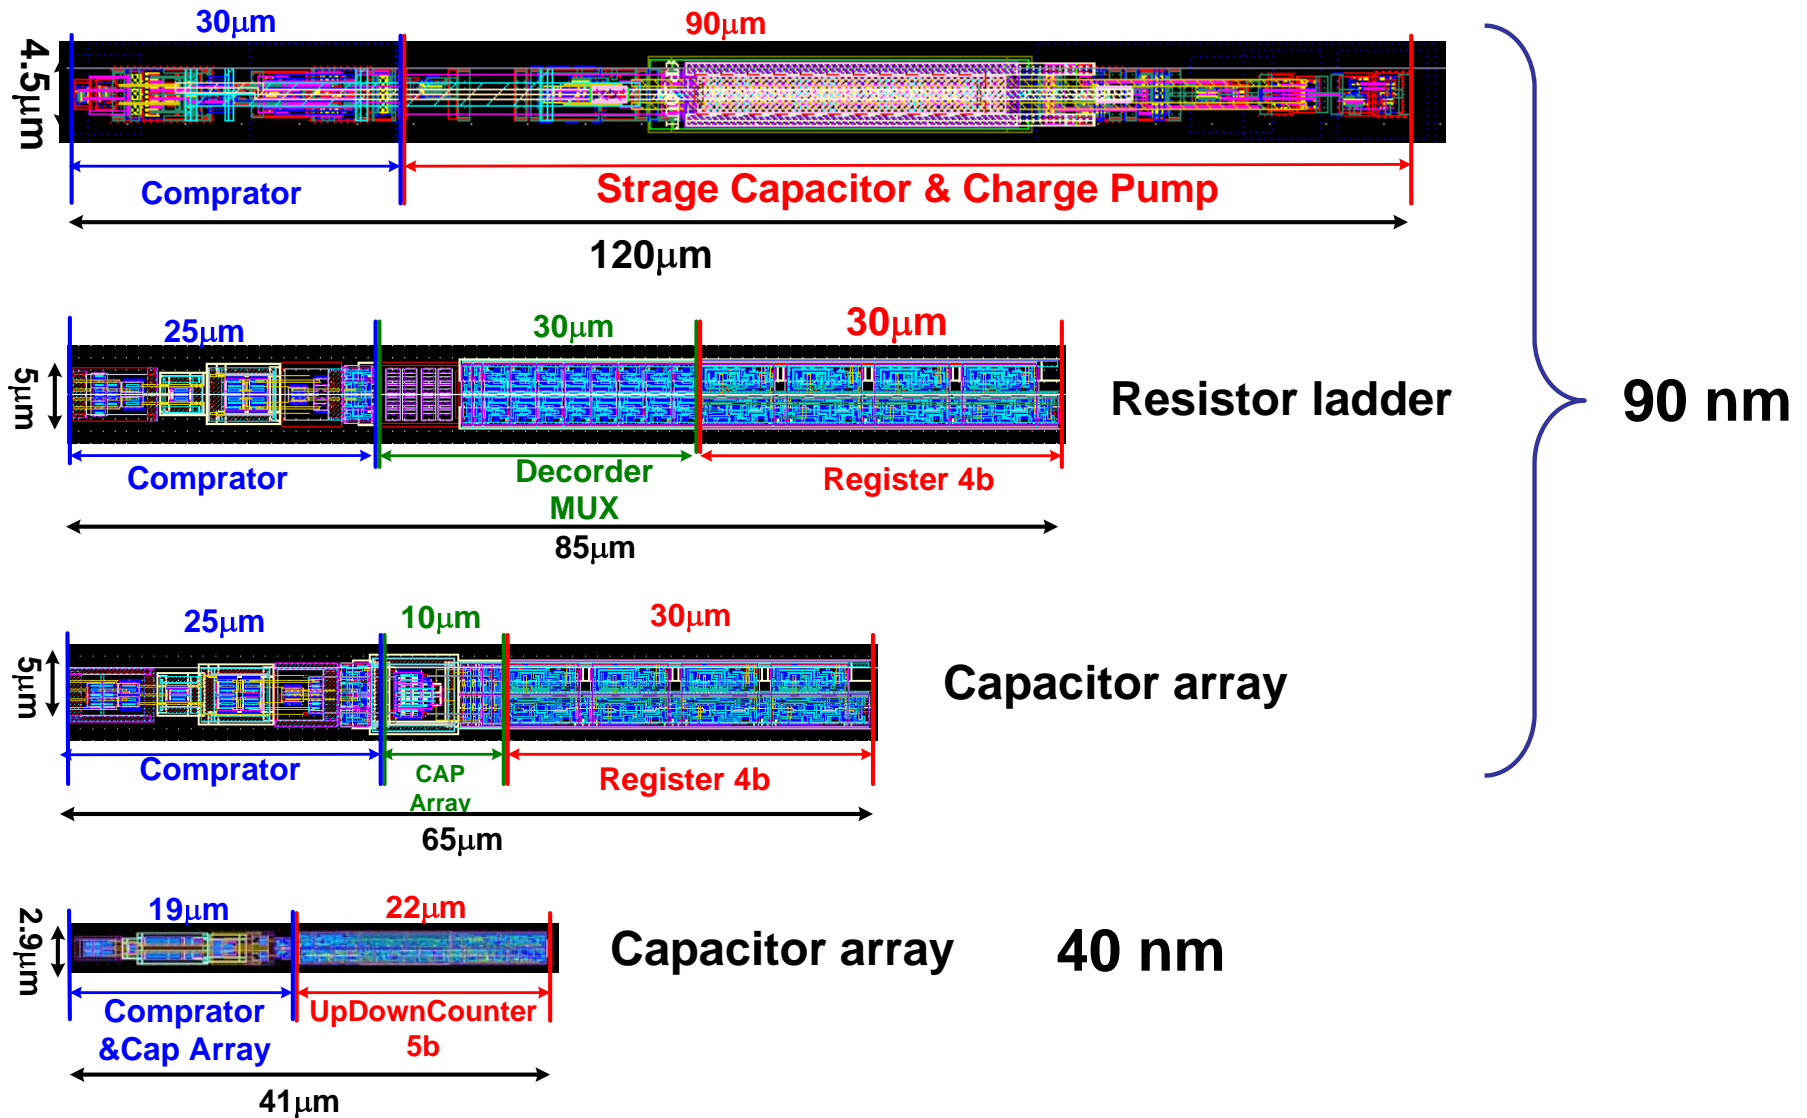 30μm
90μm
4.5μm
Comprator
Strage Capacitor & Charge Pump
120μm
25μm
30μm
30μm
5μm
Resistor ladder
90 nm
Comprator
Decorder
MUX
Register 4b
85μm
25μm
10μm
30μm
5μm
Capacitor array
Comprator
CAP
Array
Register 4b
65μm
19μm
22μm
2.9μm
Capacitor array
40 nm
Comprator
&Cap Array
UpDownCounter
5b
41μm